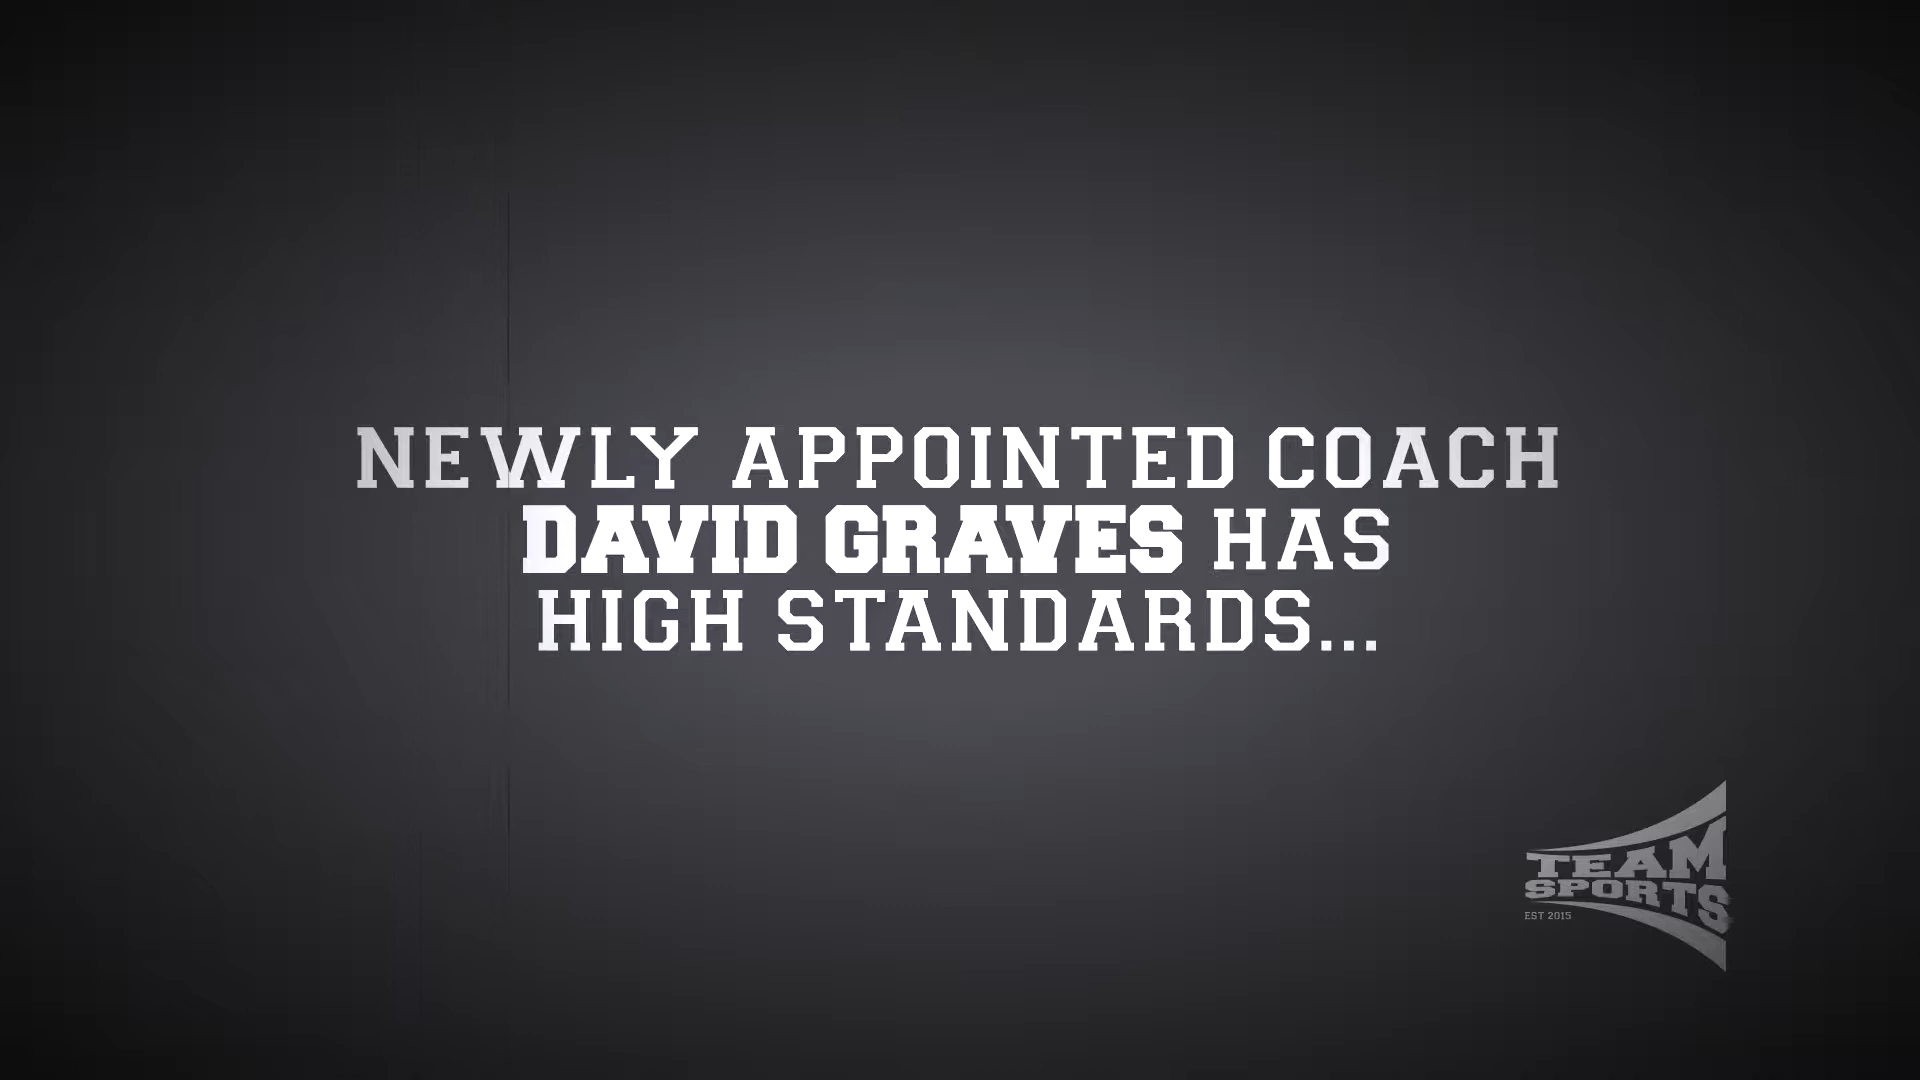 NEWLY APPOINTED COACH
DAVID GRAVES HAS
HIGH STANDARDS...
TEAM
SPORTS
EST 2015